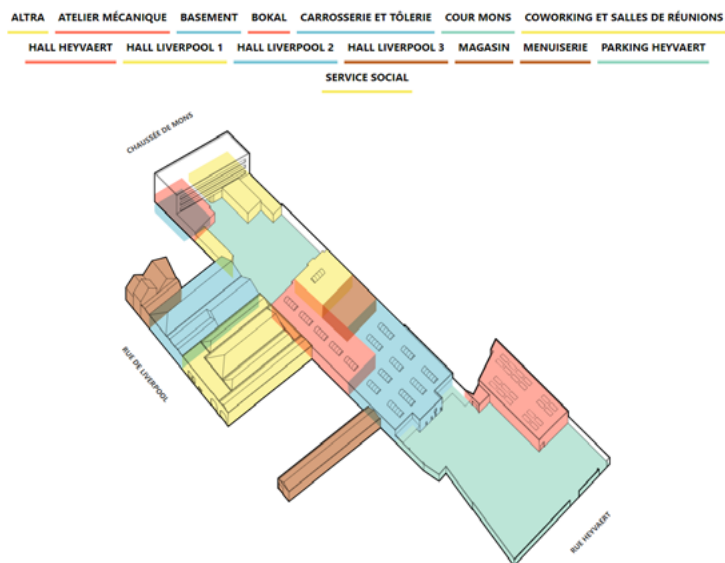 ALTRA ATELIER MÉCANIQUE BASEMENT BOKAL CARROSSERIE ET TÔLERIE COUR MONS COWORKING ET SALLES DE RÉUNIONS
HALL HEYVAERT HALL LIVERPOOL 1 HALL LIVERPOOL 2 HALL LIVERPOOL 3 MAGASIN MENUISERIE PARKING HEYVAERT
SERVICE SOCIAL
CHAUSSÉE DE MONS
RUE DE LIVERPOOL
RUE HEYVAERT